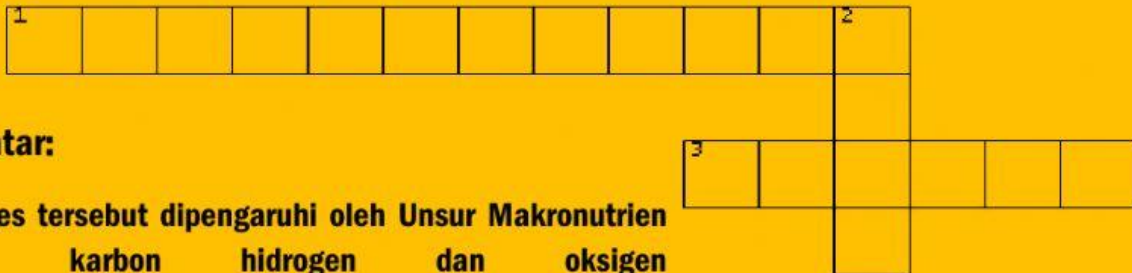 1
2
tar:
3
es tersebut dipengaruhi oleh Unsur Makronutrien
karbon hidrogen dan oksigen